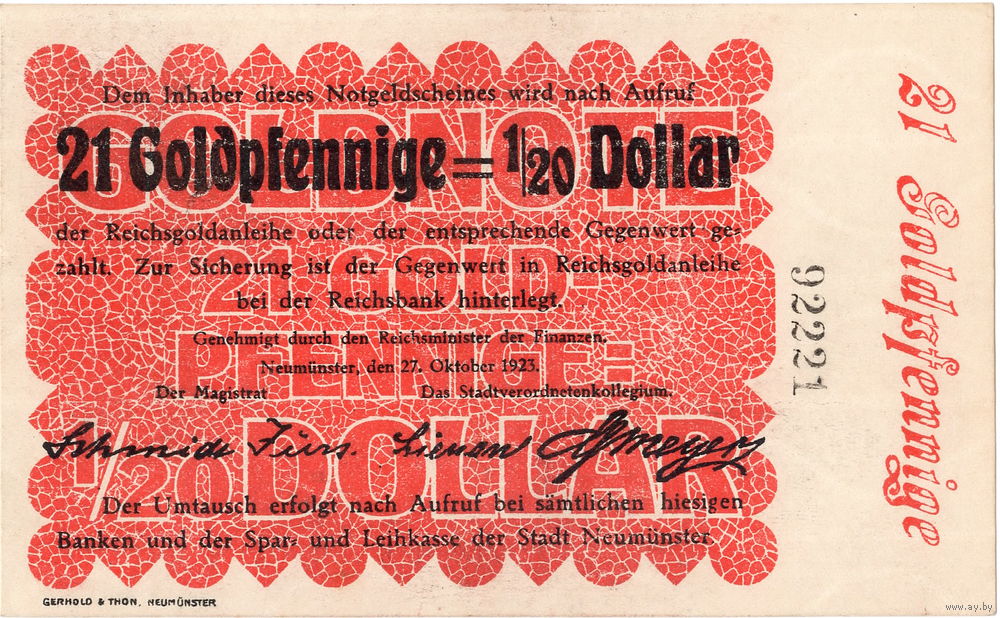 Dem Inhaber dieses Notgeldscheines wird nach Aufruf
GOLDNOTE
21 Goldpfennige = 1/20 Dollar
der Reichsgoldanleihe oder der entsprechende Gegenwert ge-
zahlt. Zur Sicherung ist der Gegenwert in Reichsgoldanleihe
bei der Reichsbank hinterlegt.
21 GOLD-
PFENNIGE =
1/20 DOLLAR
Genehmigt durch den Reichsminister der Finanzen.
Neumünster, den 27. Oktober 1923.
Der Magistrat Das Stadtverordnetenkollegium.
Schmidt Fürs. Lienau Meyer
Der Umtausch erfolgt nach Aufruf bei sämtlichen hiesigen
Banken und der Spar- und Leihkasse der Stadt Neumünster.
GERHOLD & THON, NEUMÜNSTER
92221
21 Goldpfennige
www.ay.by